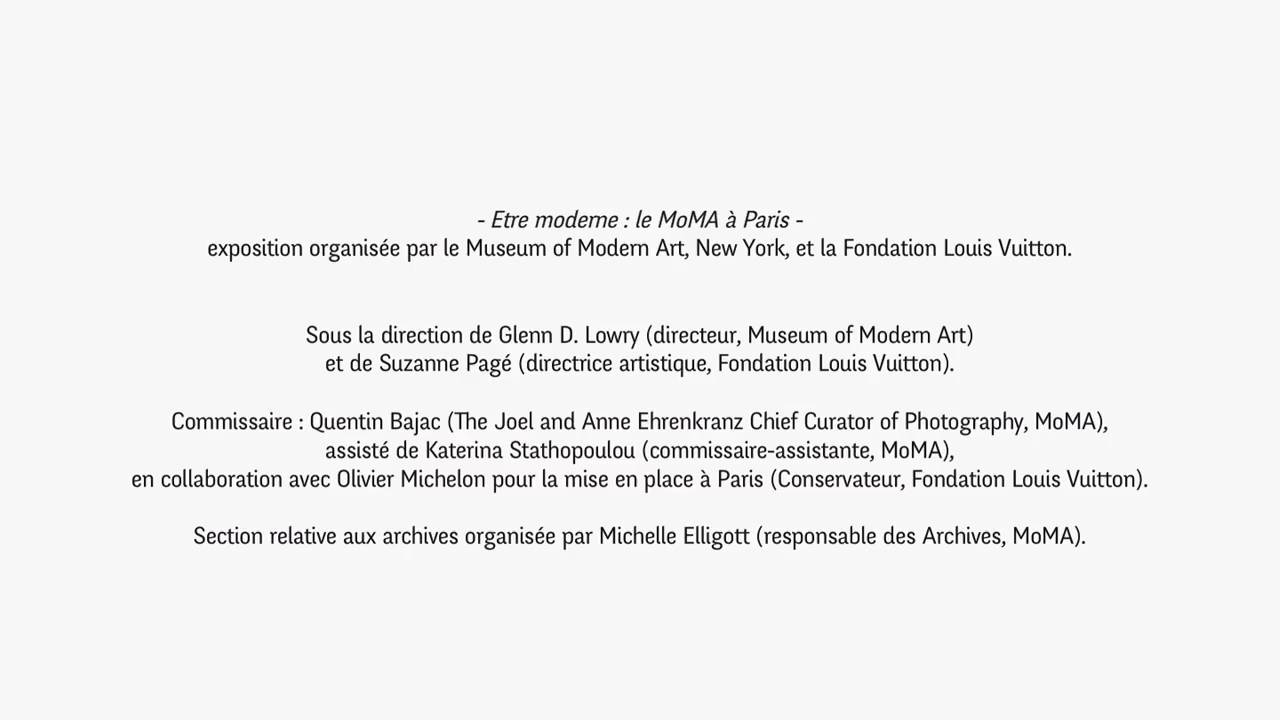 - Etre moderne : le MoMA à Paris -
exposition organisée par le Museum of Modern Art, New York, et la Fondation Louis Vuitton.
Sous la direction de Glenn D. Lowry (directeur, Museum of Modern Art)
et de Suzanne Pagé (directrice artistique, Fondation Louis Vuitton).
Commissaire : Quentin Bajac (The Joel and Anne Ehrenkranz Chief Curator of Photography, MoMA),
assisté de Katerina Stathopoulou (commissaire-assistante, MoMA),
en collaboration avec Olivier Michelon pour la mise en place à Paris (Conservateur, Fondation Louis Vuitton).
Section relative aux archives organisée par Michelle Elligott (responsable des Archives, MoMA).